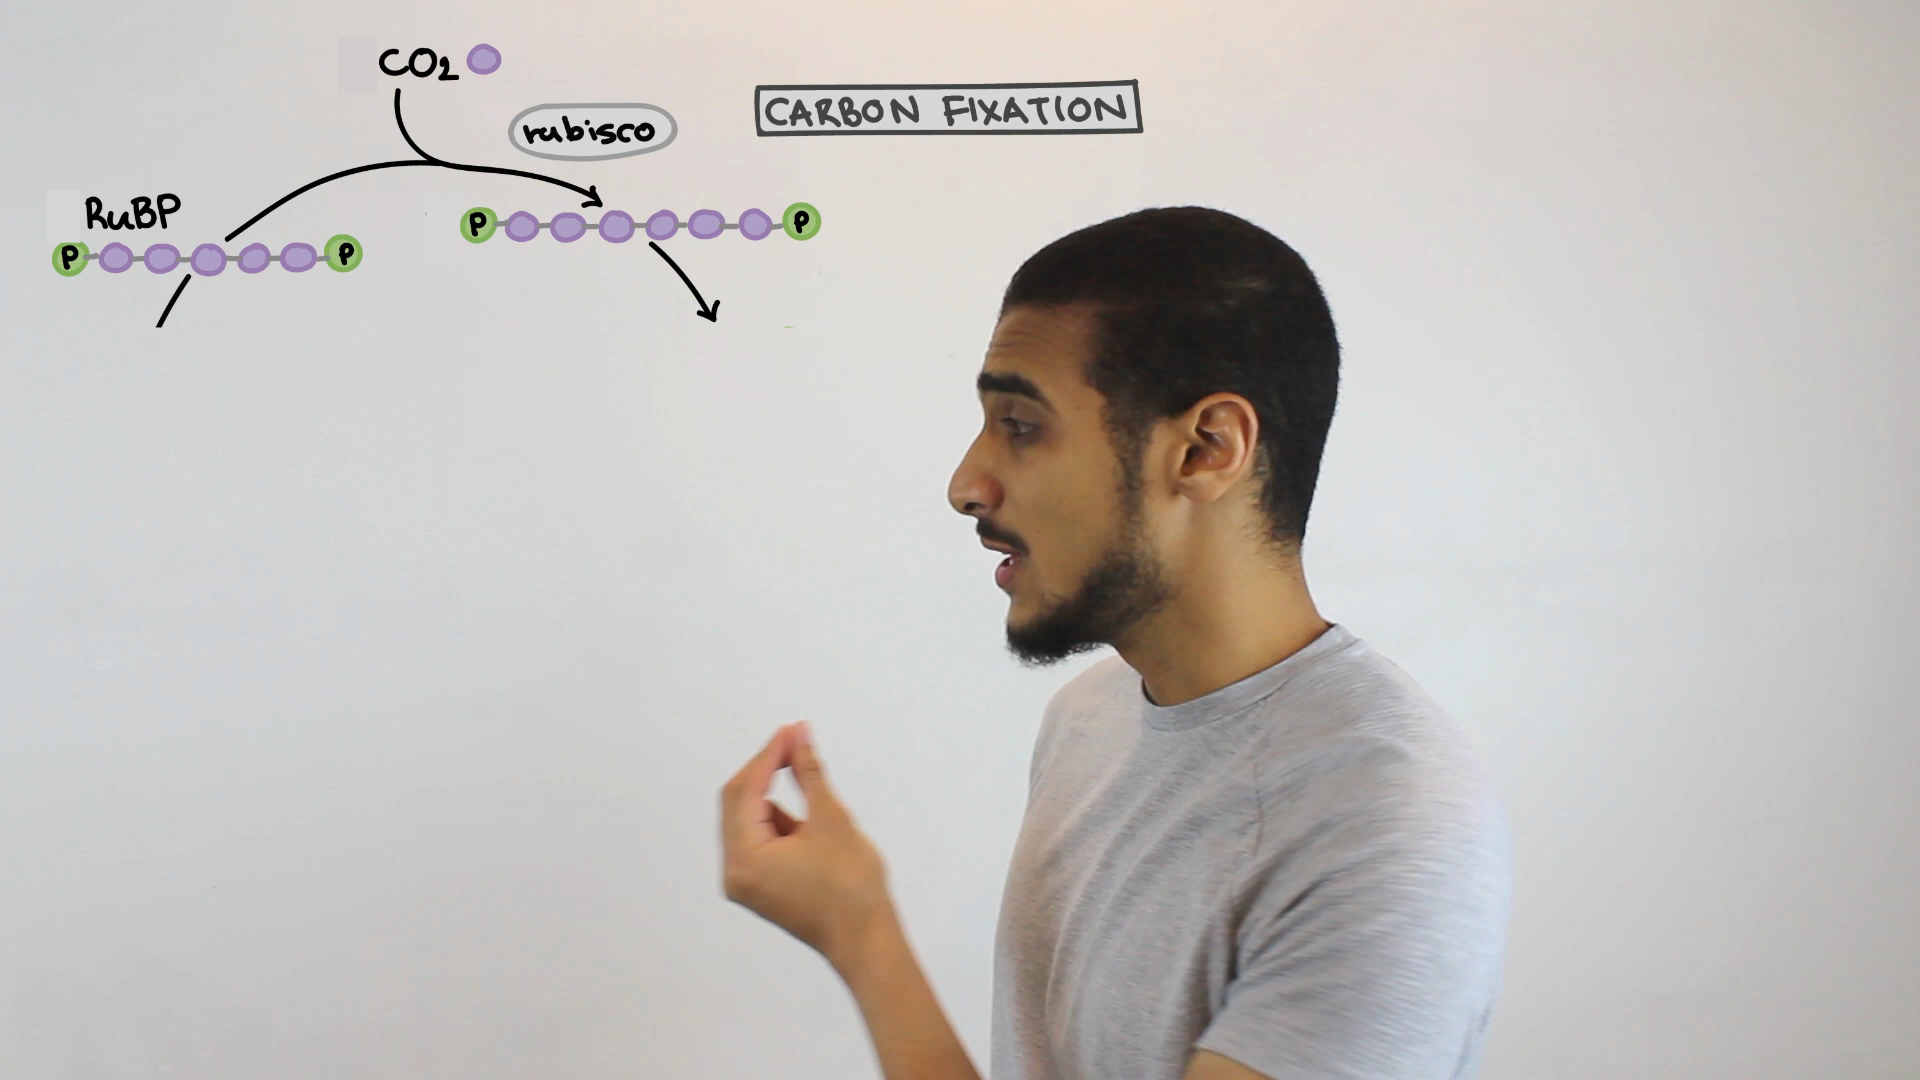 CO2
rubisco
CARBON FIXATION
RuBP
P P
P P